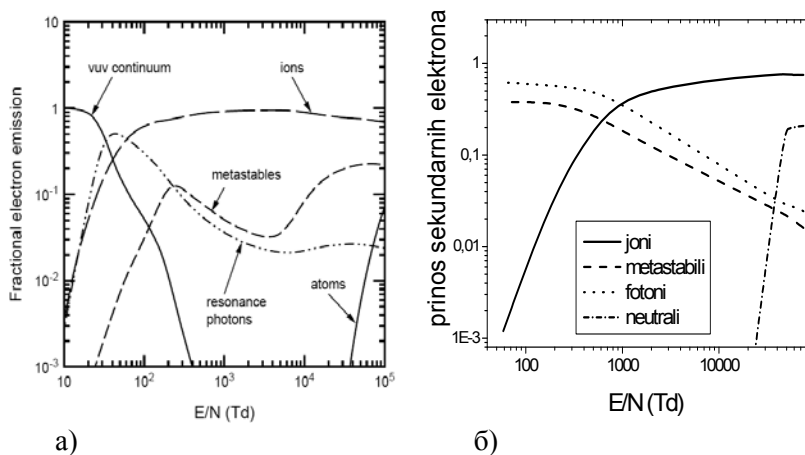 Fractional electron emission
10
1
10⁻¹
10⁻²
10⁻³
vuv continuum
ions
metastables
resonance
photons
atoms
10 10² 10³ 10⁴ 10⁵
E/N (Td)
a)
prinos sekundarnih elektrona
1
0,1
0,01
1E-3
joni
metastabili
fotoni
neutrali
100 1000 10000
E/N (Td)
б)